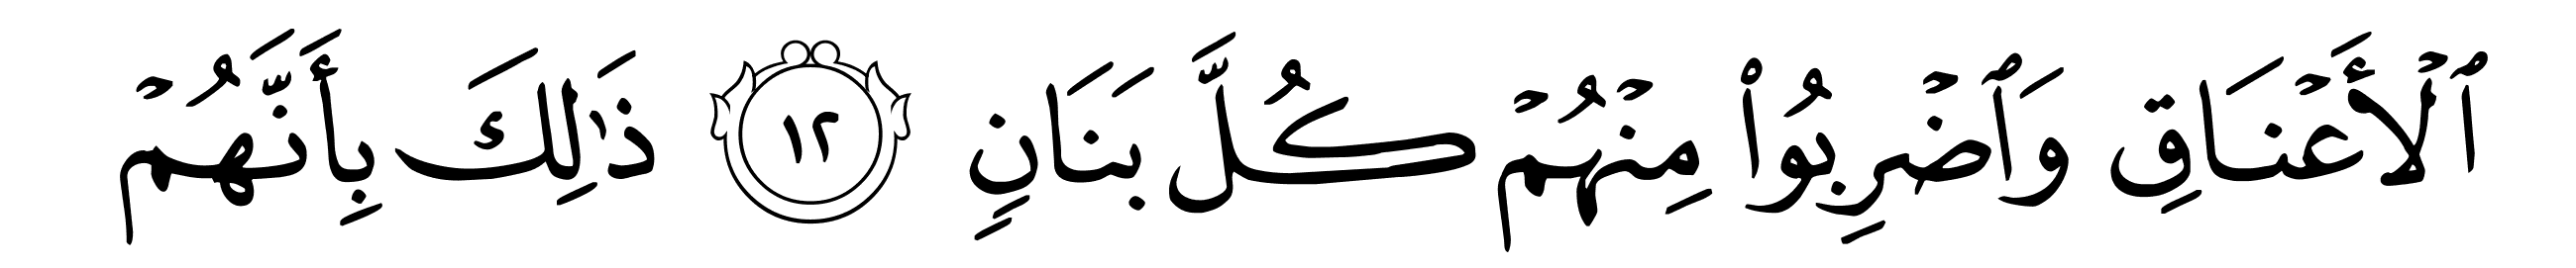 ٱلۡأَعۡنَاقِ وَٱضۡرِبُواْ مِنۡهُمۡ كُلَّ بَنَانٖ ١٢ ذَٰلِكَ بِأَنَّهُمۡ